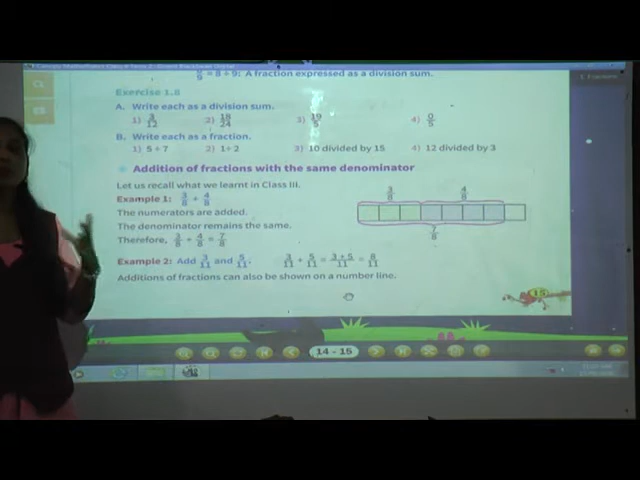 8/9 = 8 ÷ 9; A fraction expressed as a division sum.
Exercise 1.8
A. Write each as a division sum.
1) 3/12 2) 18/24 3) 19/5 4) 0/5
B. Write each as a fraction.
1) 5 ÷ 7 2) 1 ÷ 2 3) 10 divided by 15 4) 12 divided by 3
Addition of fractions with the same denominator
Let us recall what we learnt in Class III.
Example 1: 3/8 + 4/8
3/8 4/8
The numerators are added.
The denominator remains the same.
7/8
Therefore, 3/8 + 4/8 = 7/8
Example 2: Add 3/11 and 5/11. 3/11 + 5/11 = 3 + 5/11 = 8/11
Additions of fractions can also be shown on a number line.
15
14 - 15